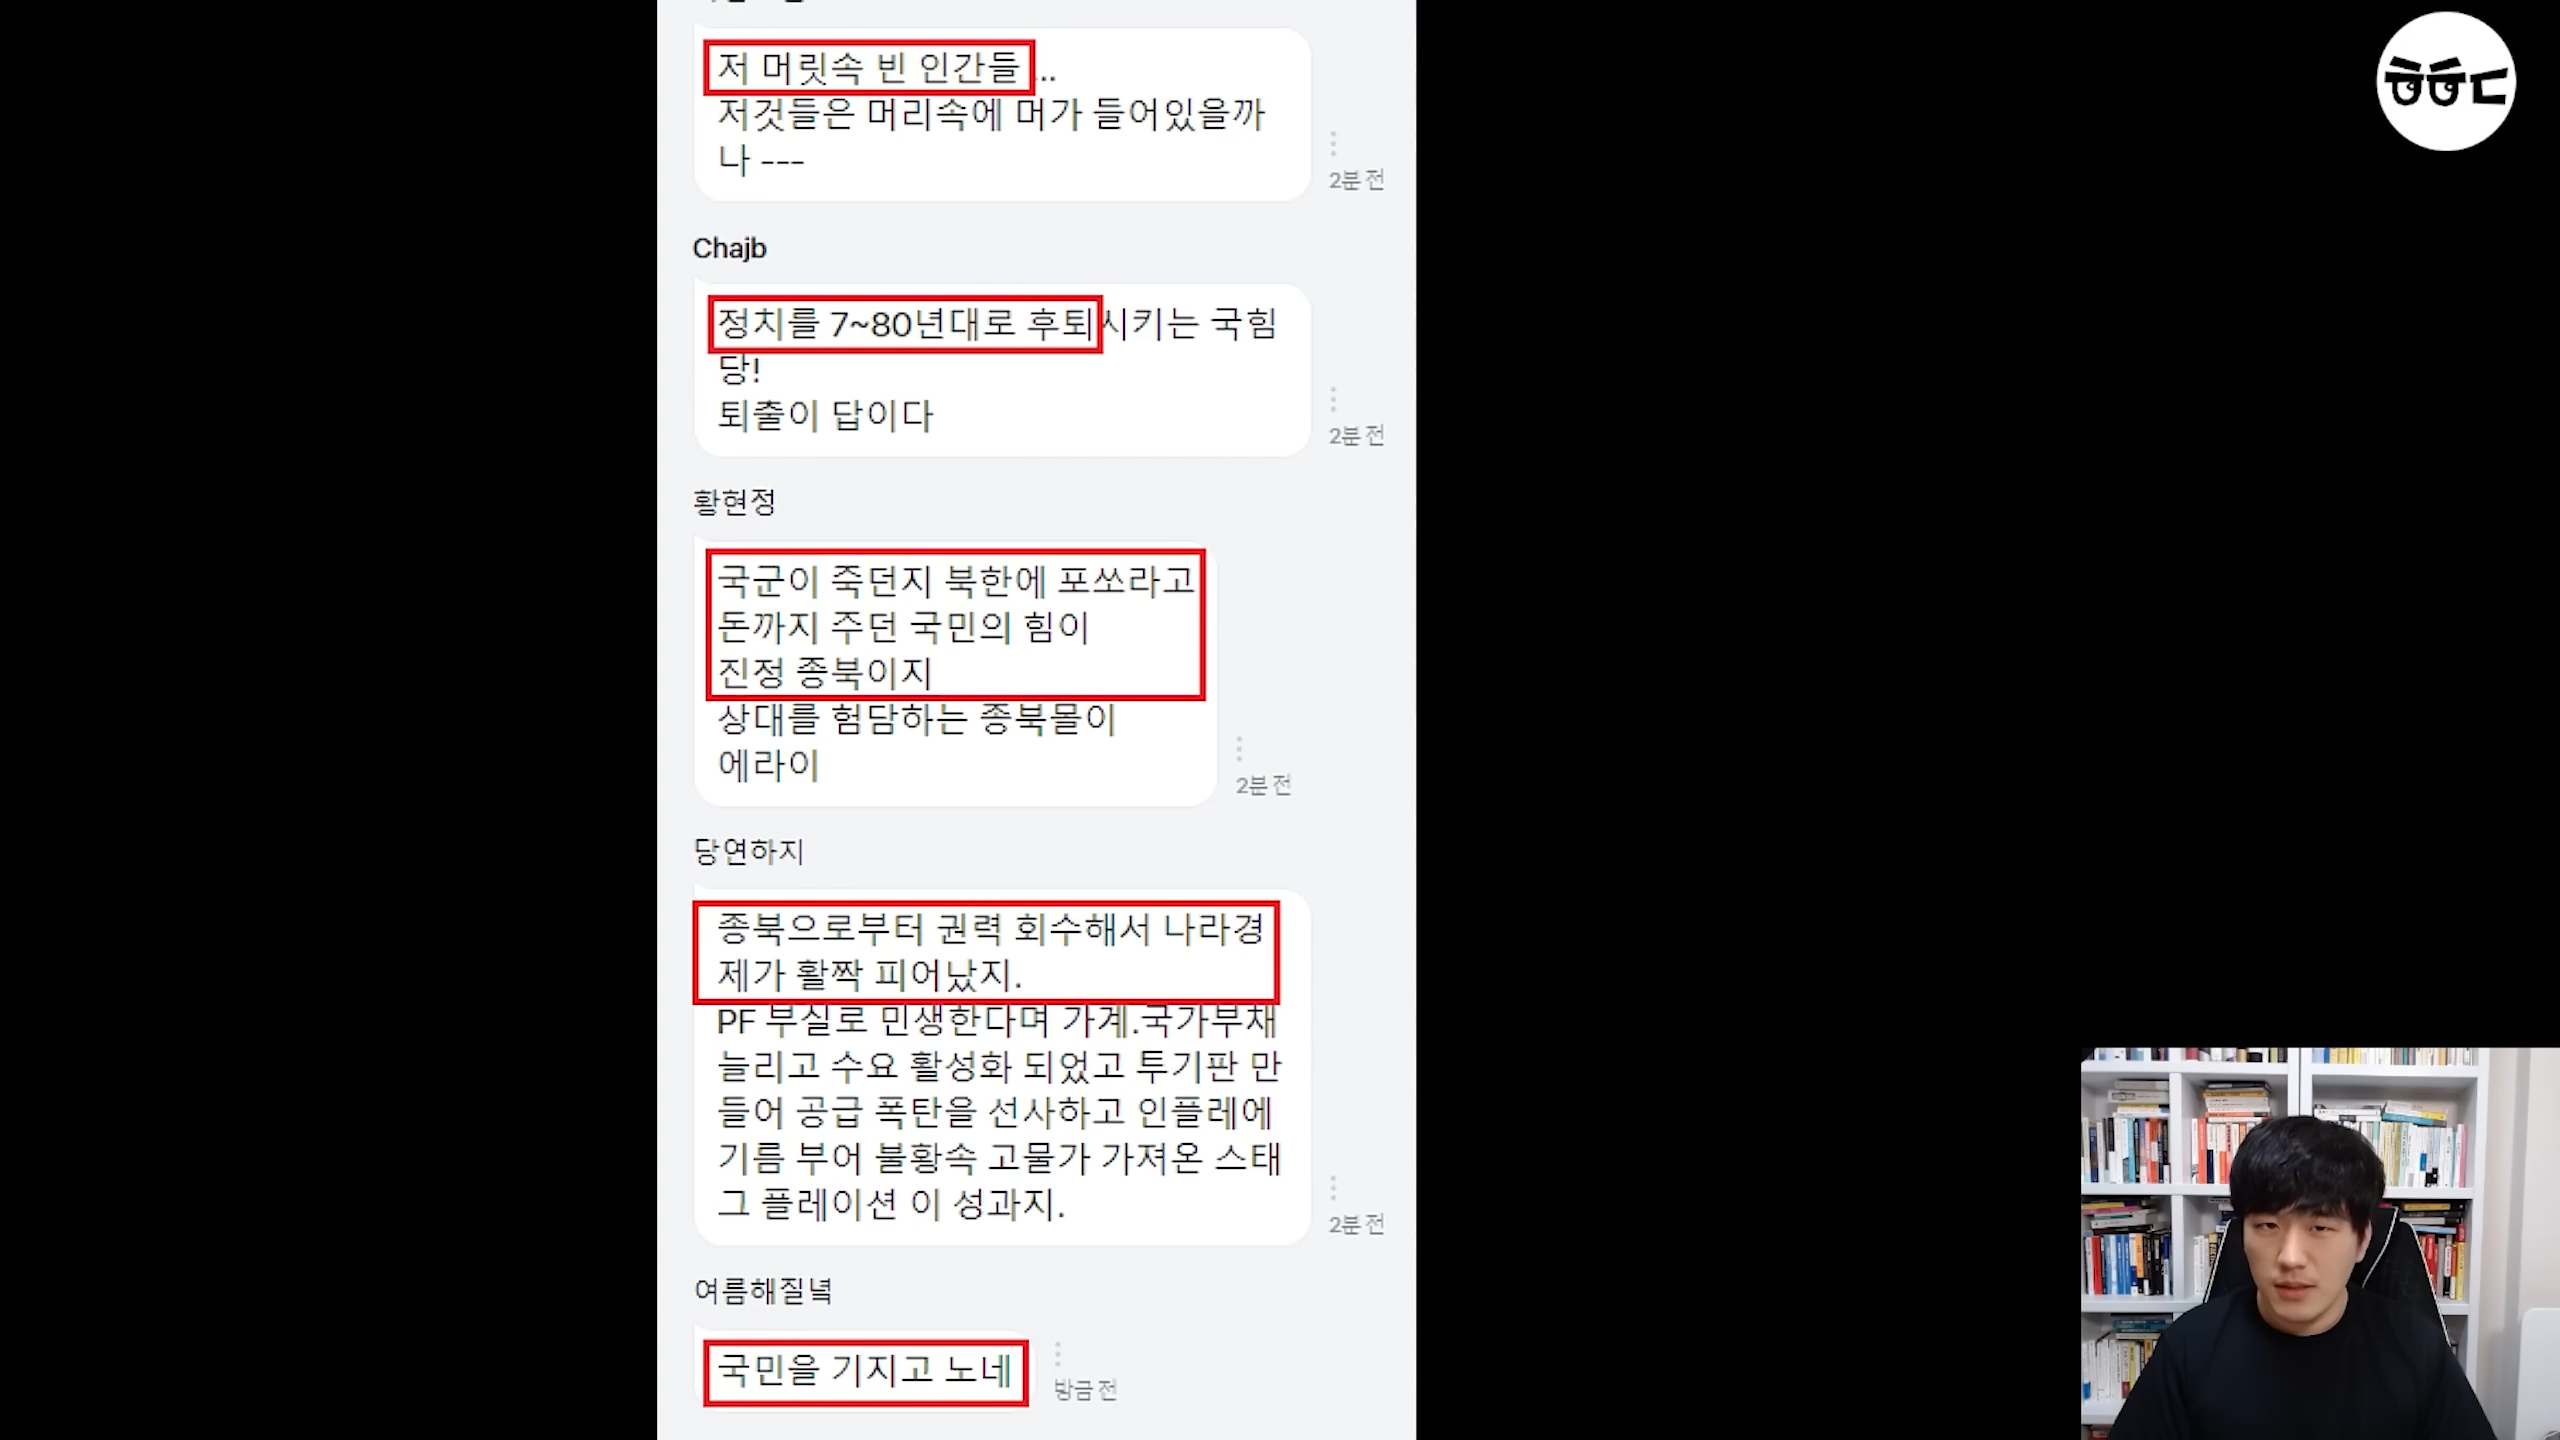 저 머릿속 빈 인간들 ...
저것들은 머리속에 머가 들어있을까
나 ---
2분 전
Chajb
정치를 7~80년대로 후퇴시키는 국힘
당!
퇴출이 답이다
2분 전
황현정
국군이 죽던지 북한에 포쏘라고
돈까지 주던 국민의 힘이
진정 종북이지
상대를 험담하는 종북몰이
에라이
2분 전
당연하지
종북으로부터 권력 회수해서 나라경
제가 활짝 피어났지.
PF 부실로 민생한다며 가계.국가부채
늘리고 수요 활성화 되었고 투기판 만
들어 공급 폭탄을 선사하고 인플레에
기름 부어 불황속 고물가 가져온 스태
그 플레이션 이 성과지.
2분 전
여름해질녘
국민을 기지고 노네
방금 전
ㅎㅎㄷ